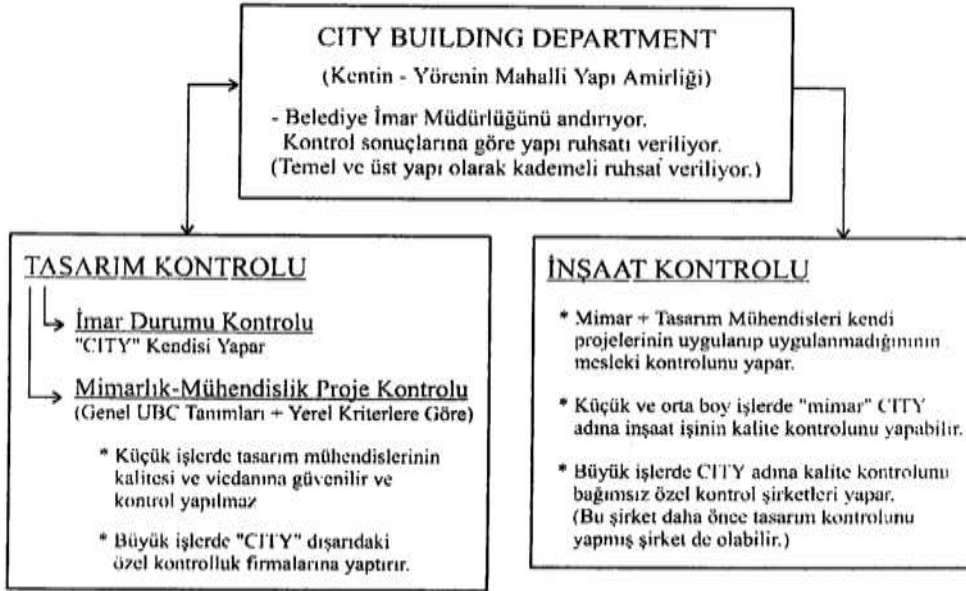 CITY BUILDING DEPARTMENT
(Kentin - Yörenin Mahalli Yapı Amirliği)
- Belediye İmar Müdürlüğünü andırıyor.
Kontrol sonuçlarına göre yapı ruhsatı veriliyor.
(Temel ve üst yapı olarak kademeli ruhsat veriliyor.)
TASARIM KONTROLU
İmar Durumu Kontrolu
"CITY" Kendisi Yapar
Mimarlık-Mühendislik Proje Kontrolu
(Genel UBC Tanımları + Yerel Kriterlere Göre)
* Küçük işlerde tasarım mühendislerinin
kalitesi ve vicdanına güvenilir ve
kontrol yapılmaz
* Büyük işlerde "CITY" dışarıdaki
özel kontrolluk firmalarına yaptırır.
İNŞAAT KONTROLU
* Mimar + Tasarım Mühendisleri kendi
projelerinin uygulanıp uygulanmadığınının
mesleki kontrolunu yapar.
* Küçük ve orta boy işlerde "mimar" CITY
adına inşaat işinin kalite kontrolunu yapabilir.
* Büyük işlerde CITY adına kalite kontrolunu
bağımsız özel kontrol şirketleri yapar.
(Bu şirket daha önce tasarım kontrolunu
yapmış şirket de olabilir.)